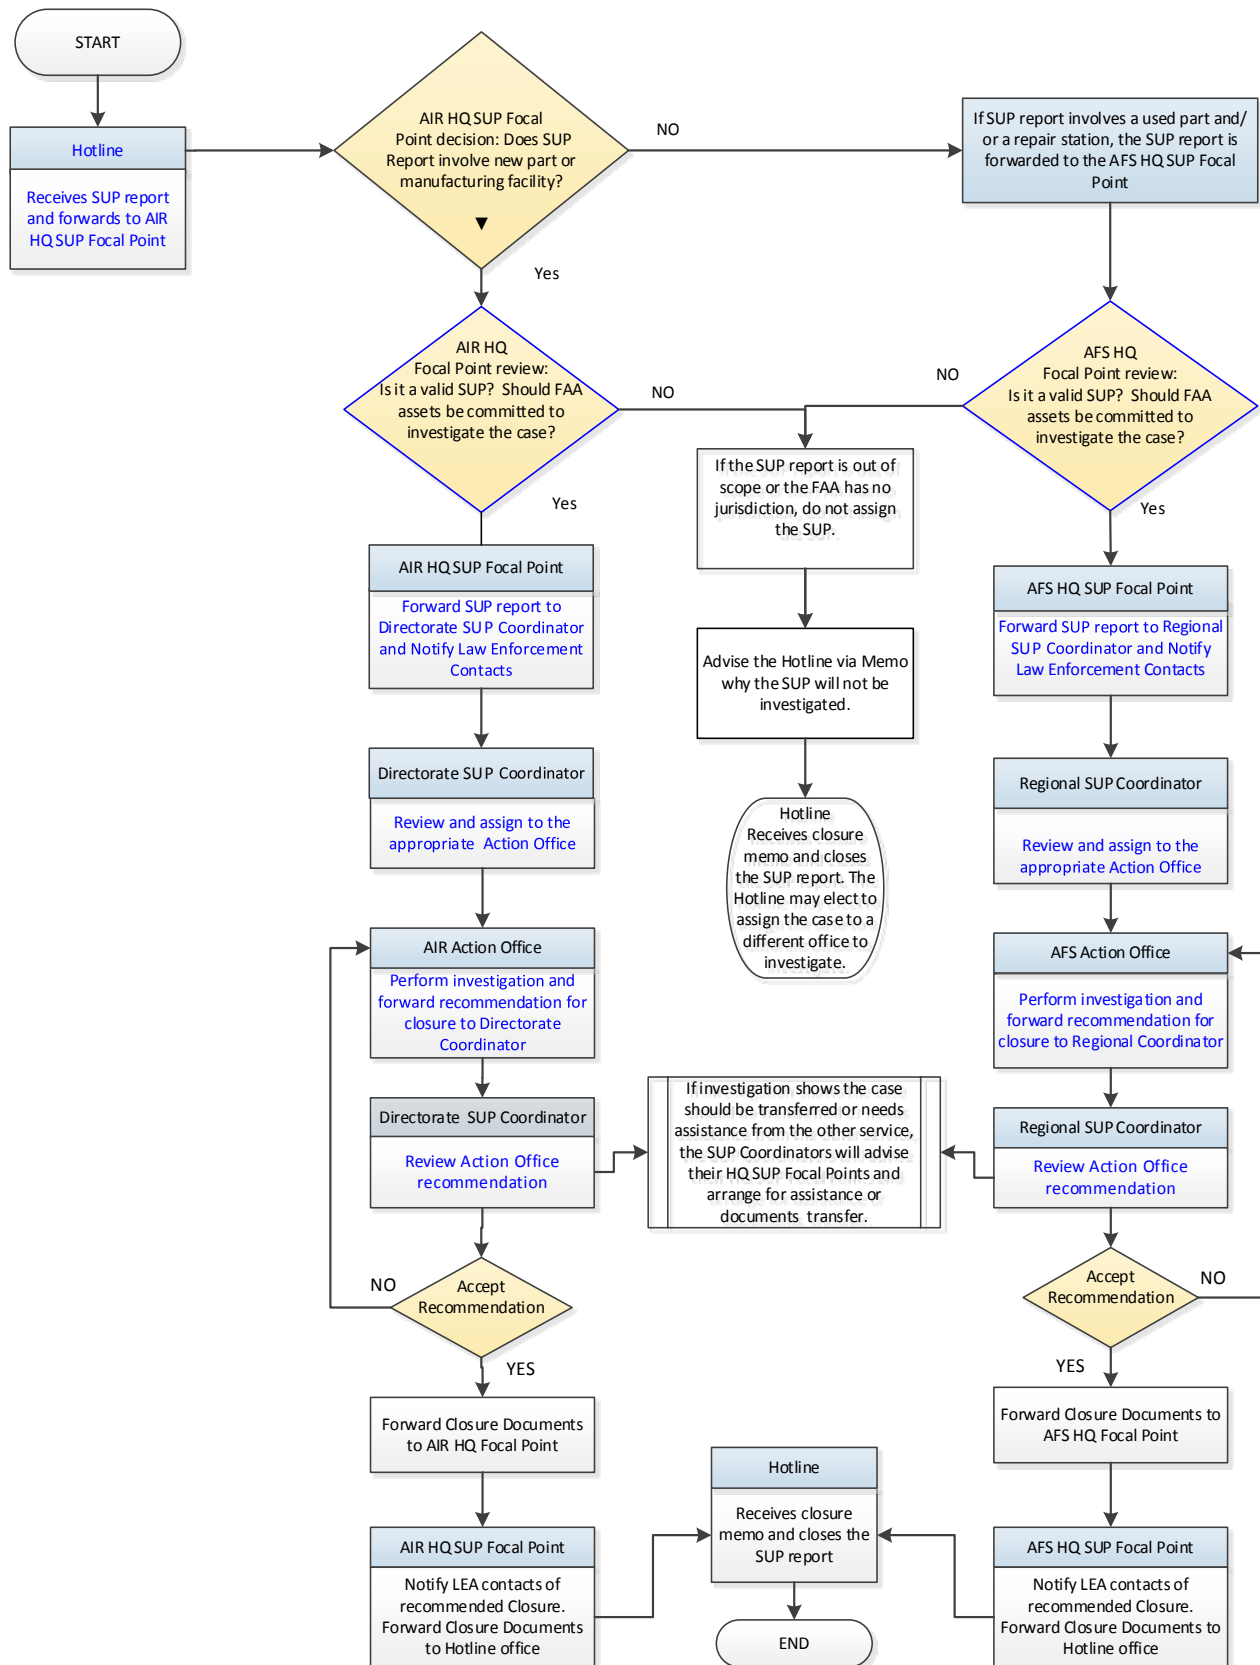 START
Hotline
Receives SUP report
and forwards to AIR
HQ SUP Focal Point
AIR HQ SUP Focal
Point decision: Does SUP
Report involve new part or
manufacturing facility?
▼
NO
Yes
If SUP report involves a used part and/
or a repair station, the SUP report is
forwarded to the AFS HQ SUP Focal
Point
AIR HQ
Focal Point review:
Is it a valid SUP? Should FAA
assets be committed to
investigate the case?
NO
Yes
AFS HQ
Focal Point review:
Is it a valid SUP? Should FAA
assets be committed to
investigate the case?
NO
Yes
If the SUP report is out of
scope or the FAA has no
jurisdiction, do not assign
the SUP.
Advise the Hotline via Memo
why the SUP will not be
investigated.
Hotline
Receives closure
memo and closes
the SUP report. The
Hotline may elect to
assign the case to a
different office to
investigate.
AIR HQ SUP Focal Point
Forward SUP report to
Directorate SUP Coordinator
and Notify Law Enforcement
Contacts
Directorate SUP Coordinator
Review and assign to the
appropriate Action Office
AIR Action Office
Perform investigation and
forward recommendation for
closure to Directorate
Coordinator
Directorate SUP Coordinator
Review Action Office
recommendation
If investigation shows the case
should be transferred or needs
assistance from the other service,
the SUP Coordinators will advise
their HQ SUP Focal Points and
arrange for assistance or
documents transfer.
Accept
Recommendation
NO
YES
Forward Closure Documents
to AIR HQ Focal Point
AIR HQ SUP Focal Point
Notify LEA contacts of
recommended Closure.
Forward Closure Documents
to Hotline office
AFS HQ SUP Focal Point
Forward SUP report to Regional
SUP Coordinator and Notify
Law Enforcement Contacts
Regional SUP Coordinator
Review and assign to the
appropriate Action Office
AFS Action Office
Perform investigation and
forward recommendation for
closure to Regional Coordinator
Regional SUP Coordinator
Review Action Office
recommendation
Accept
Recommendation
NO
YES
Forward Closure Documents to
AFS HQ Focal Point
AFS HQ SUP Focal Point
Notify LEA contacts of
recommended Closure.
Forward Closure Documents to
Hotline office
Hotline
Receives closure
memo and closes the
SUP report
END